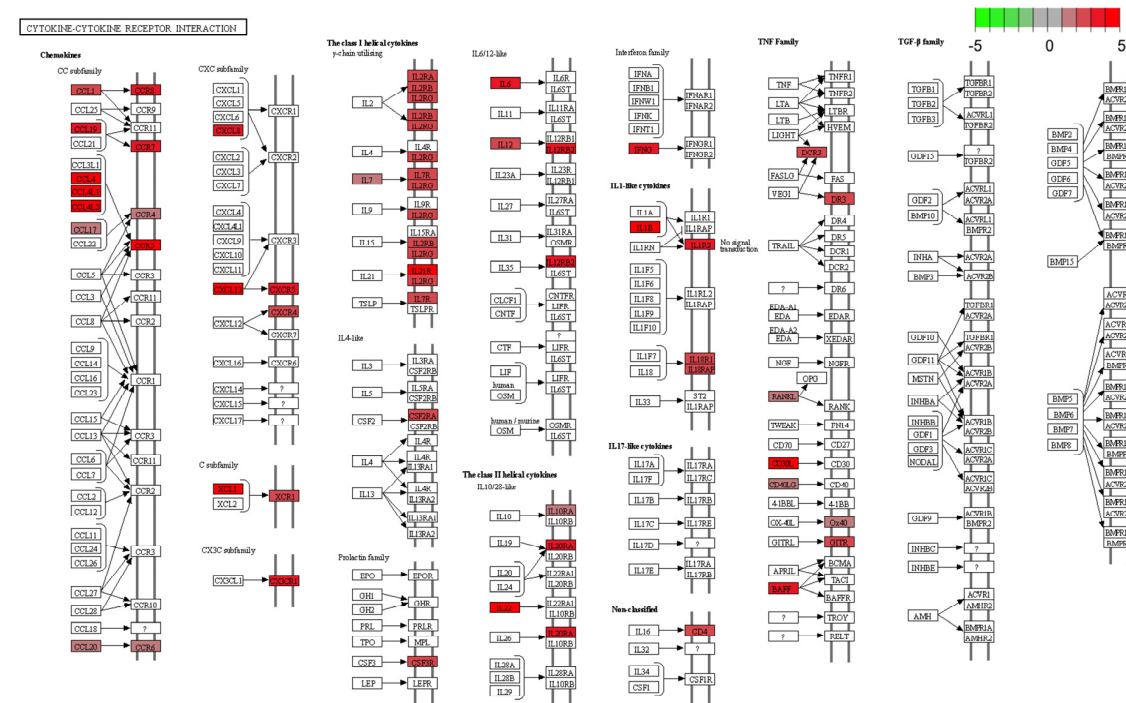 CYTOKINE-CYTOKINE RECEPTOR INTERACTION
-5 0 5
Chemokines
CC subfamily
CCL1 CCR8
CCL25 CCR9
CCL19 CCR11
CCL21 CCR7
CCL3L1
CCL4
CCL4L1
CCL4L2
CCR4
CCL17
CCL22
CCR5
CCL5 CCR3
CCL3 CCR11
CCL8 CCR2
CCL9
CCL14
CCL16
CCL23
CCR1
CCL15
CCL13 CCR3
CCL6 CCR11
CCL7
CCL2 CCR2
CCL12
CCL11
CCL24 CCR3
CCL26
CCL27
CCL28 CCR10
CCL18 ?
CCL20 CCR6
CXC subfamily
CXCL1
CXCL5
CXCL6
CXCL8
CXCR1
CXCL2
CXCL3
CXCL7
CXCR2
CXCL4
CXCL4L1
CXCL9
CXCL10
CXCL11
CXCR3
CXCL13 CXCR5
CXCL12 CXCR4
CXCR7
CXCL16 CXCR6
CXCL14 ?
CXCL15 ?
CXCL17 ?
C subfamily
XCL1
XCL2
XCR1
CX3C subfamily
CX3CL1 CX3CR1
The class I helical cytokines
γ-chain utilising
IL2
IL2RA
IL2RB
IL2RG
IL2RB
IL2RG
IL4
IL4R
IL2RG
IL7
IL7R
IL2RG
IL9
IL9R
IL2RG
IL15
IL15RA
IL2RB
IL2RG
IL21
IL21R
IL2RG
TSLP
IL7R
TSLPR
IL4-like
IL3
IL3RA
CSF2RB
IL5
IL5RA
CSF2RB
CSF2
CSF2RA
CSF2RB
IL4
IL4R
IL4R
IL13RA1
IL13
IL4R
IL13RA2
IL13RA1
IL13RA2
Prolactin family
EPO EPOR
GH1
GH2
GHR
PRL PRLR
TPO MPL
CSF3 CSF3R
LEP LEPR
IL6/12-like
IL6
IL6R
IL6ST
IL11
IL11RA
IL6ST
IL12
IL12RB1
IL12RB2
IL23A
IL23R
IL12RB1
IL27
IL27RA
IL6ST
IL31
IL31RA
OSMR
IL35
IL12RB2
IL6ST
CLCF1
CNTF
CNTFR
LIFR
IL6ST
CTF
?
LIFR
IL6ST
LIF
human
OSM
LIFR
IL6ST
human / murine
OSM
OSMR
IL6ST
The class II helical cytokines
IL10/28-like
IL10
IL10RA
IL10RB
IL19
IL20RA
IL20RB
IL20
IL24
IL22RA1
IL20RB
IL22
IL22RA1
IL10RB
IL26
IL20RA
IL10RB
IL28A
IL28B
IL29
IL28RA
IL10RB
Interferon family
IFNA
IFNB1
IFNW1
IFNK
IFNT1
IFNAR1
IFNAR2
IFNG
IFNGR1
IFNGR2
IL1-like cytokines
IL1A
IL1B
IL1RN
IL1R1
IL1RAP
IL1R2
No signal
transduction
IL1F5
IL1F6
IL1F8
IL1F9
IL1F10
IL1RL2
IL1RAP
IL1F7
IL18
IL18R1
IL18RAP
IL33
ST2
IL1RAP
IL17-like cytokines
IL17A
IL17F
IL17RA
IL17RC
IL17B IL17RB
IL17C IL17RE
IL17D ?
IL17E
IL17RA
IL17RB
Non-classified
IL16 CD4
IL32 ?
IL34
CSF1
CSF1R
TNF Family
TNF TNFR1
LTA TNFR2
LTB LTBR
LIGHT HVEM
DCR3
FASLG FAS
VEGI DR3
TRAIL
DR4
DR5
DCR1
DCR2
? DR6
EDA-A1
EDA EDAR
EDA-A2
EDA XEDAR
NGF NGFR
OPG
RANKL RANK
TWEAK FN14
CD70 CD27
CD30L CD30
CD40LG CD40
4-1BBL 4-1BB
OX-40L Ox40
GITRL GITR
APRIL BCMA
TACI
BAFF BAFFR
? TROY
? RELT
TGF-β family
TGFB1
TGFB2
TGFB3
TGFBR1
TGFBR2
ACVRL1
TGFBR2
GDF15
?
TGFBR2
GDF2
BMP10
ACVRL1
ACVR2A
ACVRL1
BMPR2
INHA ACVR2A
BMP3 ACVR2B
GDF10
GDF11
MSTN
INHBA
INHBB
GDF1
GDF3
NODAL
TGFBR1
ACVR2A
TGFBR1
ACVR2B
ACVR1B
ACVR2A
ACVR1B
ACVR2B
ACVR1C
ACVR2A
ACVR1C
ACVR2B
GDF9
ACVR1B
BMPR2
INHBC ?
INHBE ?
AMH
ACVR1
AMHR2
BMPR1A
AMHR2
BMP2
BMP4
GDF5
GDF6
GDF7
BMP15
BMP5
BMP6
BMP7
BMP8